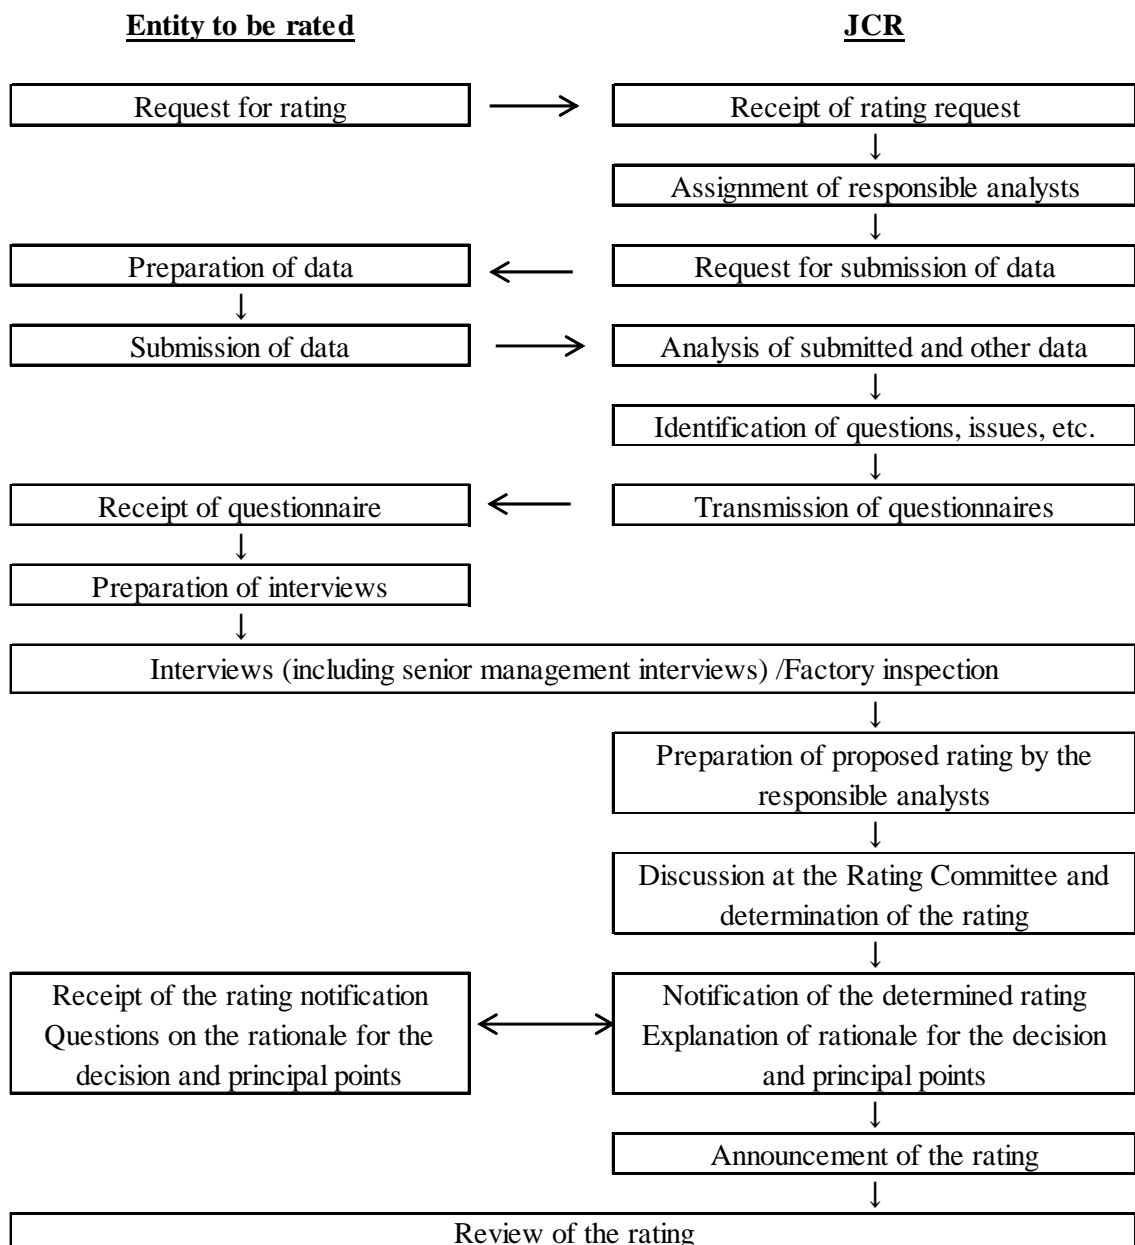 Entity to be rated
JCR
Request for rating
→
Receipt of rating request
↓
Assignment of responsible analysts
↓
Preparation of data
←
Request for submission of data
↓
Submission of data
→
Analysis of submitted and other data
↓
Identification of questions, issues, etc.
↓
Receipt of questionnaire
←
Transmission of questionnaires
↓
Preparation of interviews
↓
Interviews (including senior management interviews) /Factory inspection
↓
Preparation of proposed rating by the
responsible analysts
↓
Discussion at the Rating Committee and
determination of the rating
↓
Receipt of the rating notification
Questions on the rationale for the
decision and principal points
↔
Notification of the determined rating
Explanation of rationale for the decision
and principal points
↓
Announcement of the rating
↓
Review of the rating